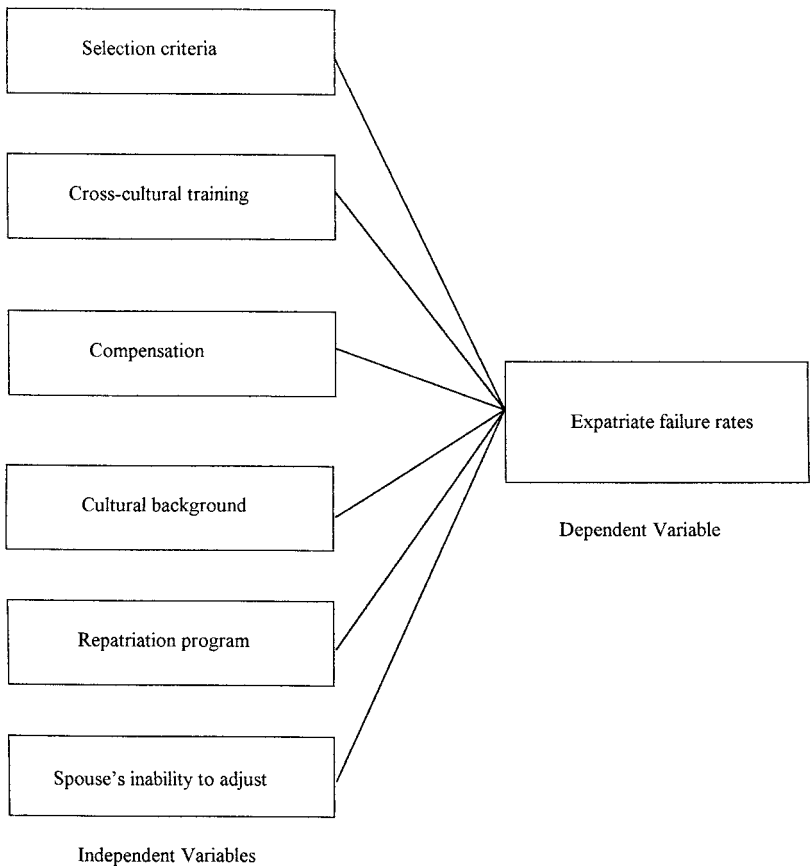 Selection criteria
Cross-cultural training
Compensation
Cultural background
Repatriation program
Spouse's inability to adjust
Independent Variables
Expatriate failure rates
Dependent Variable